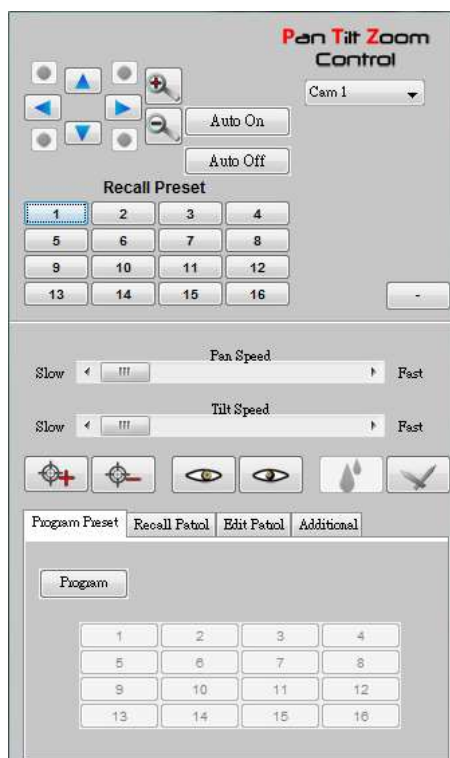 Pan Tilt Zoom
Control
Cam 1
Auto On
Auto Off
Recall Preset
1 2 3 4
5 6 7 8
9 10 11 12
13 14 15 16
-
Pan Speed
Slow Fast
Tilt Speed
Slow Fast
Program Preset Recall Patrol Edit Patrol Additional
Program
1 2 3 4
5 6 7 8
9 10 11 12
13 14 15 16